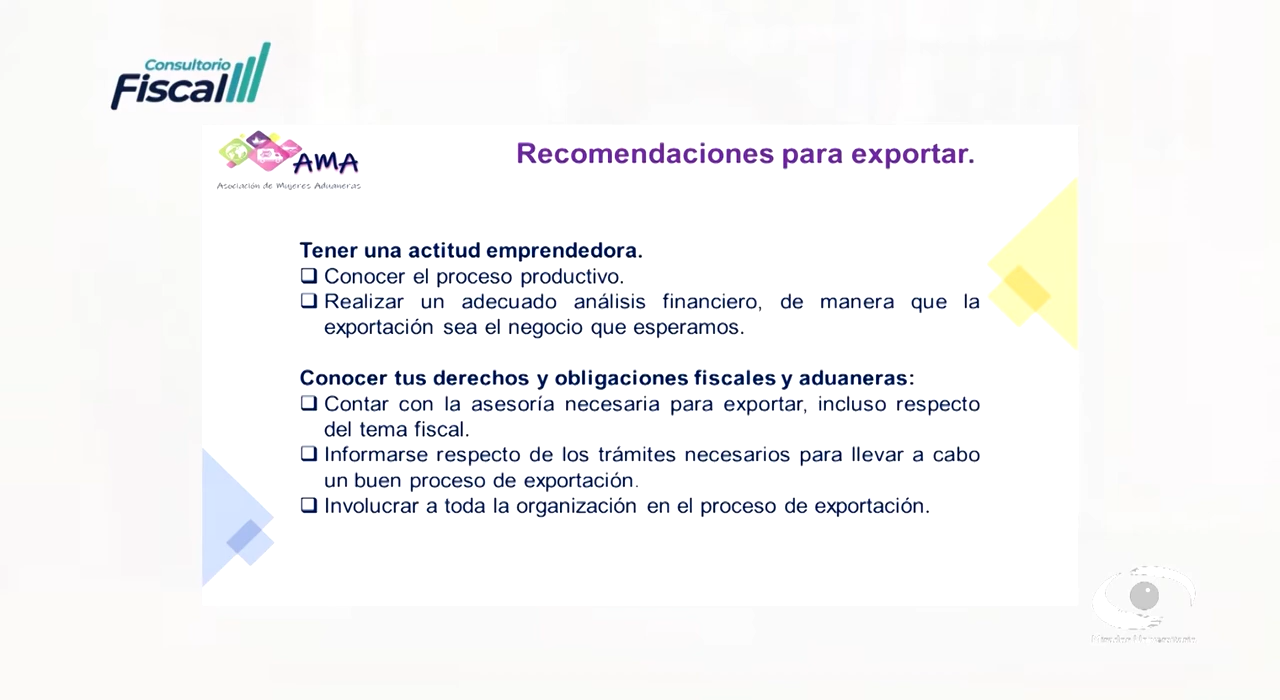 Consultorio
Fiscal
AMA
Asociación de Mujeres Aduaneras
Recomendaciones para exportar.
Tener una actitud emprendedora.
❑ Conocer el proceso productivo.
❑ Realizar un adecuado análisis financiero, de manera que la
exportación sea el negocio que esperamos.
Conocer tus derechos y obligaciones fiscales y aduaneras:
❑ Contar con la asesoría necesaria para exportar, incluso respecto
del tema fiscal.
❑ Informarse respecto de los trámites necesarios para llevar a cabo
un buen proceso de exportación.
❑ Involucrar a toda la organización en el proceso de exportación.